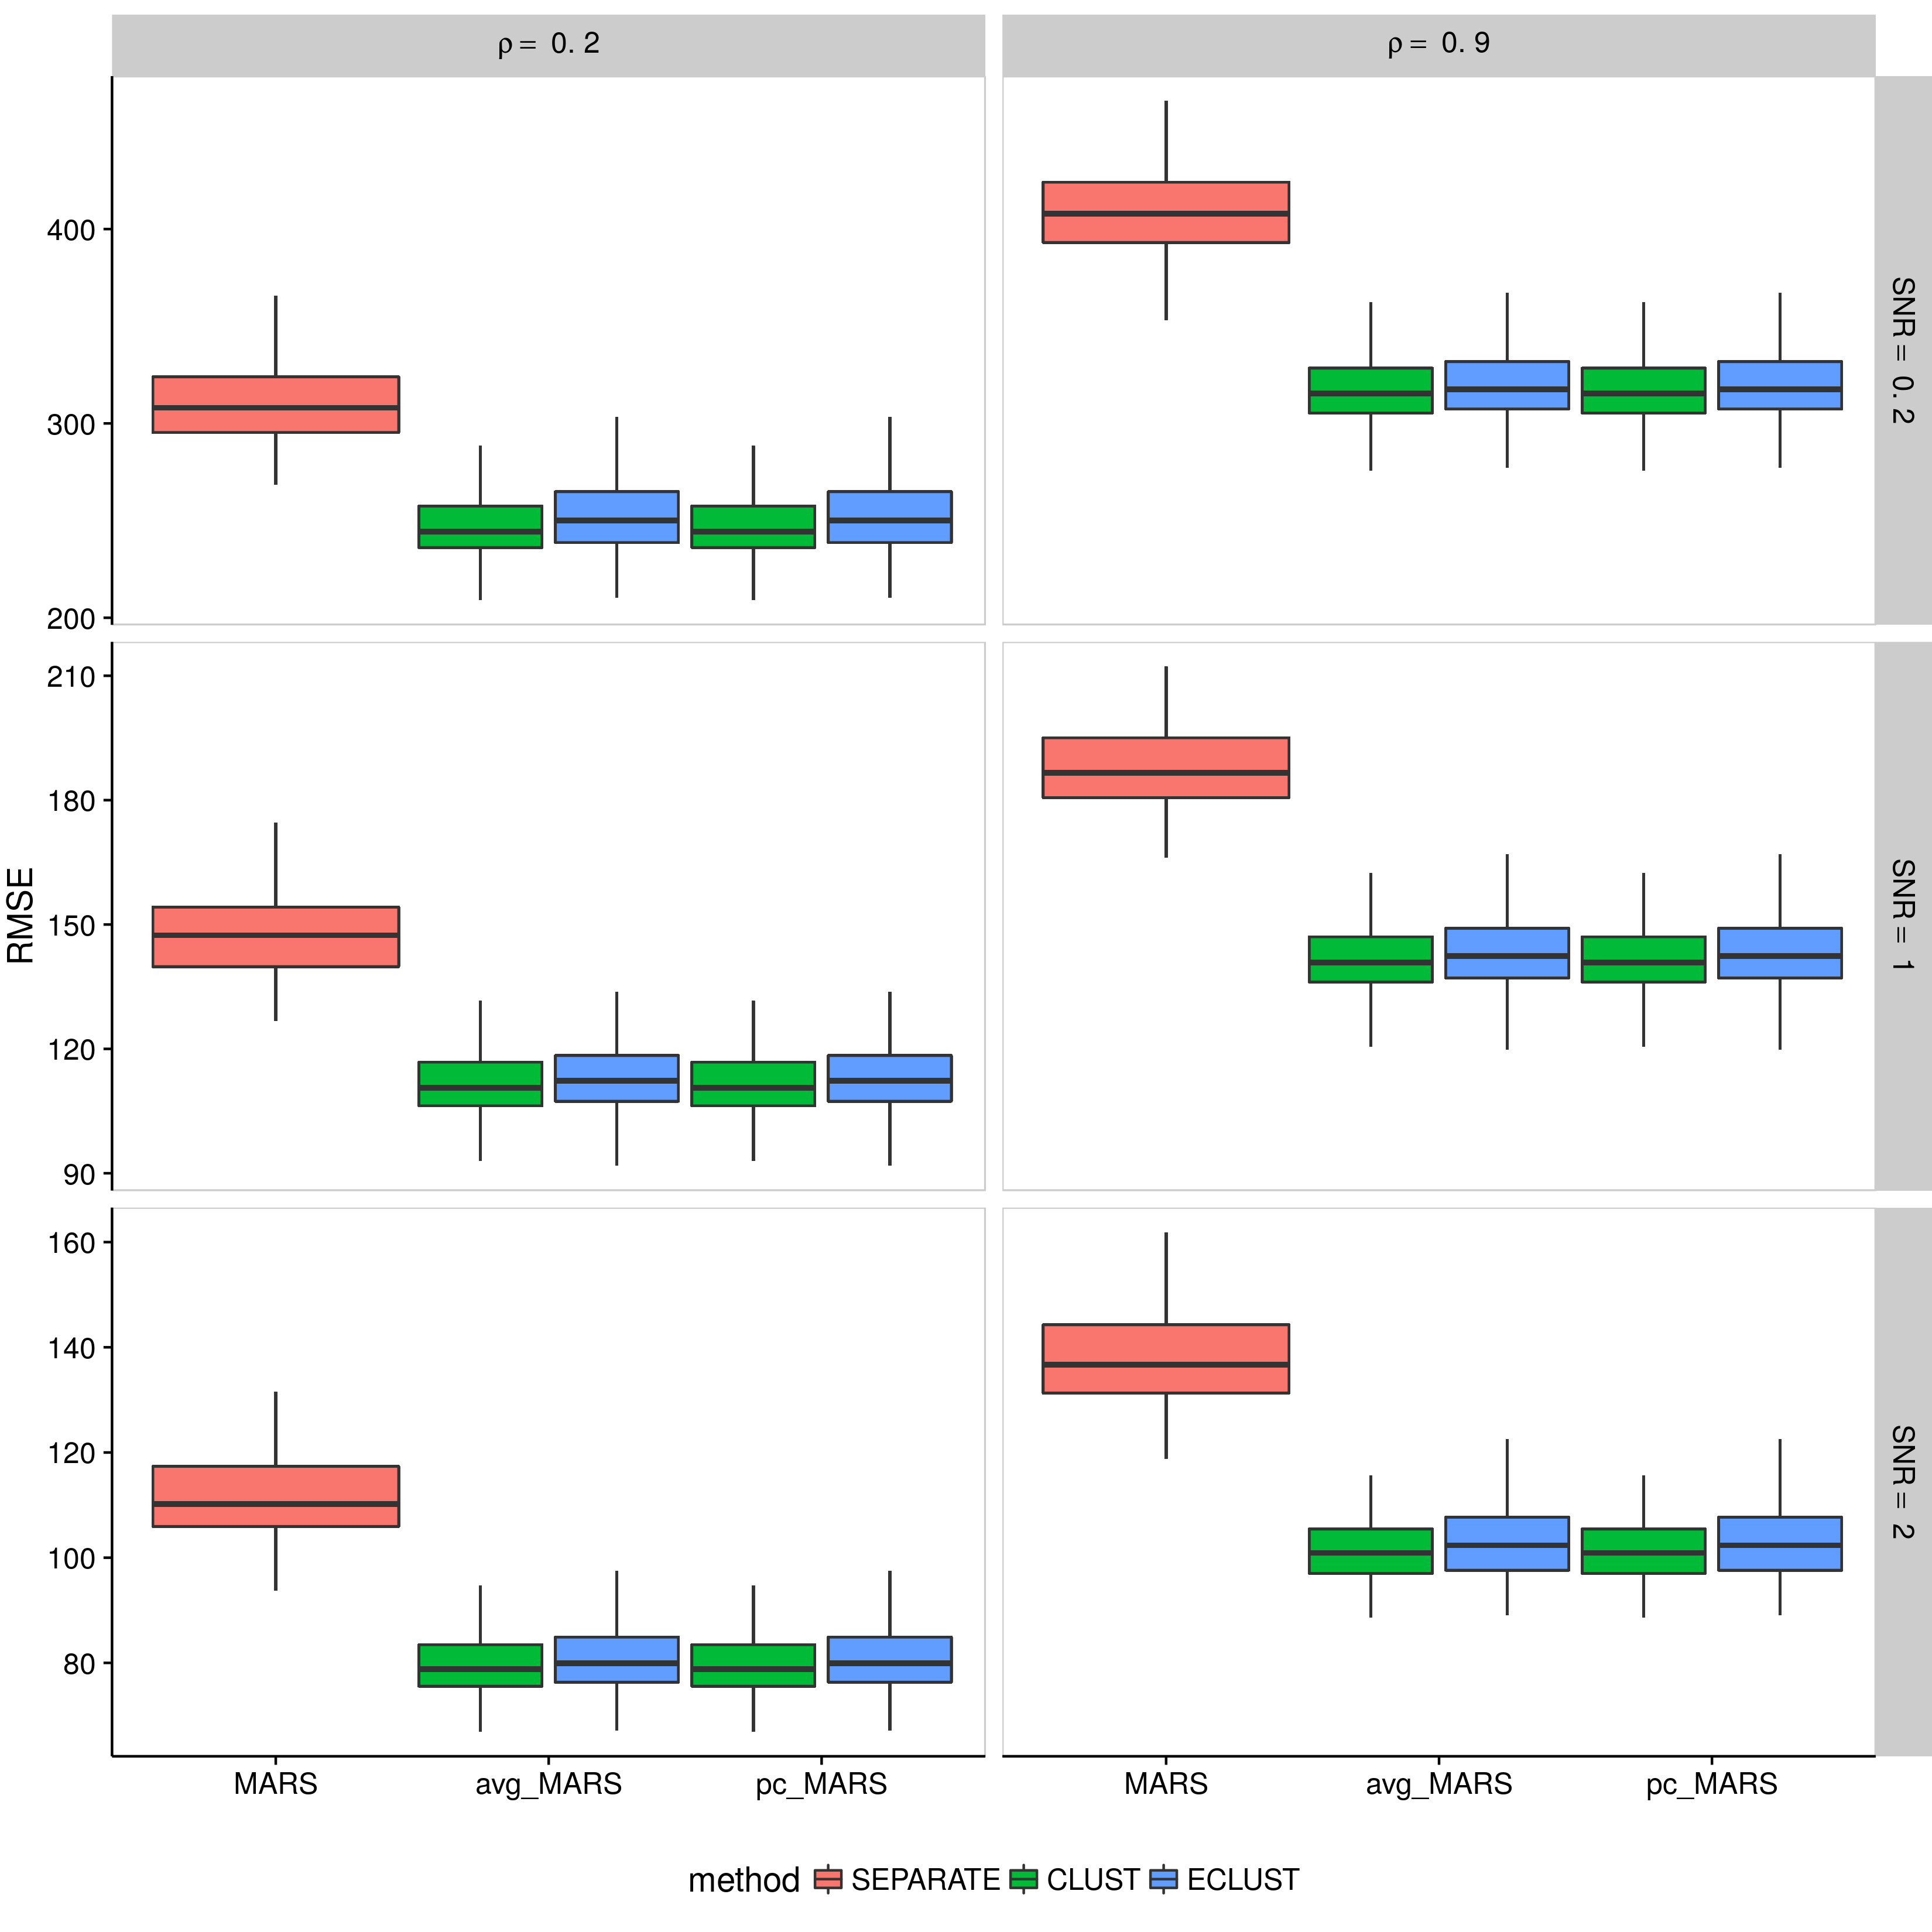 ρ = 0. 2
ρ = 0. 9
400
300
200
SNR = 0. 2
210
180
150
120
90
SNR = 1
RMSE
160
140
120
100
80
SNR = 2
MARS avg_MARS pc_MARS
MARS avg_MARS pc_MARS
method SEPARATE CLUST ECLUST